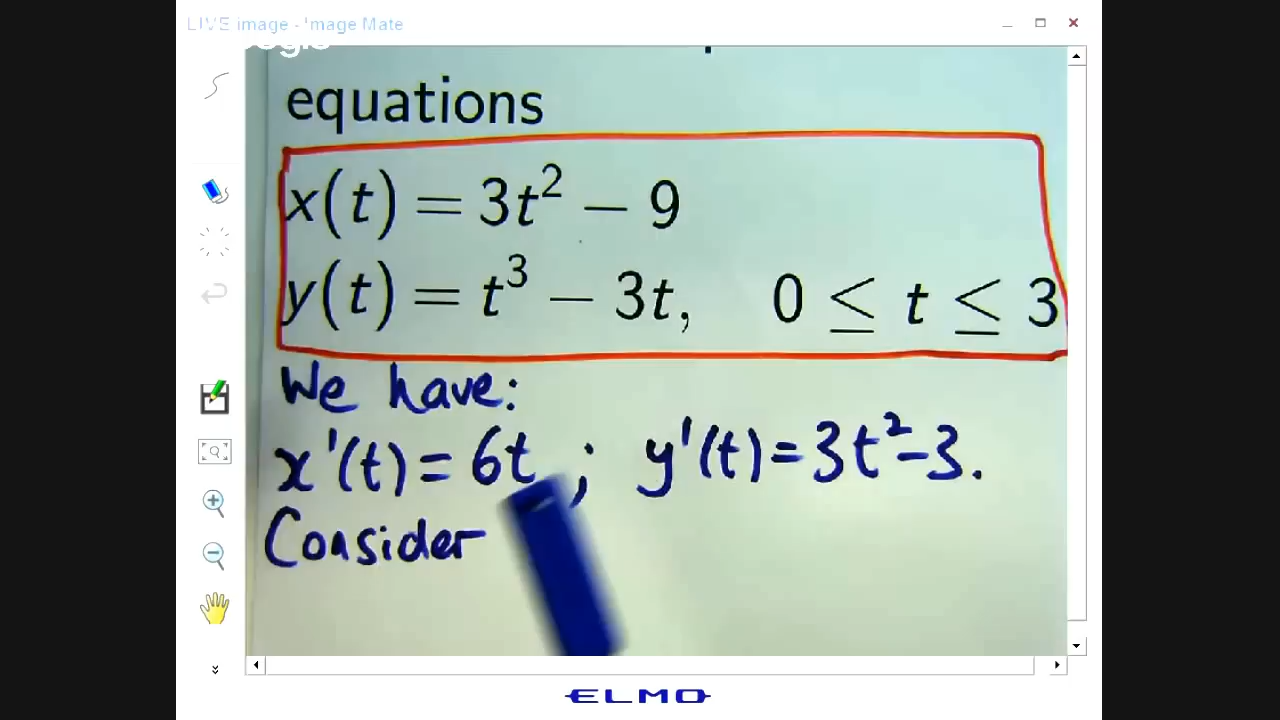 LIVE image - Image Mate
equations
x(t) = 3t² − 9
y(t) = t³ − 3t, 0 ≤ t ≤ 3
We have:
x'(t) = 6t ; y'(t) = 3t² − 3.
Consider
ELMO